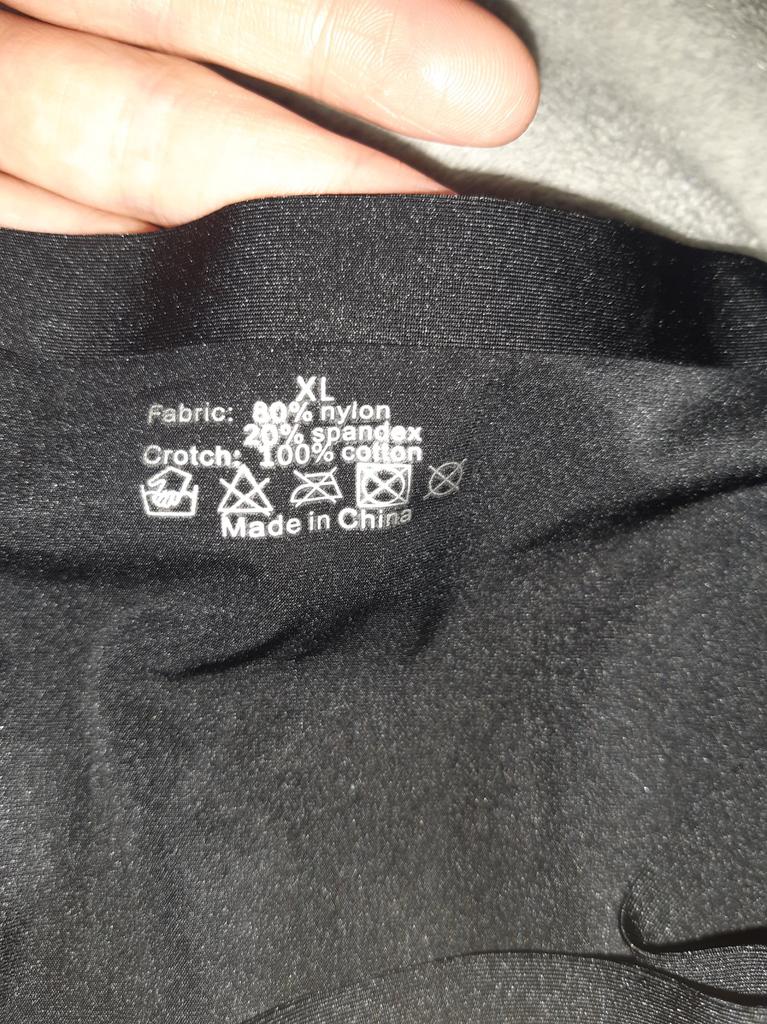 XL
Fabric: 80% nylon
20% spandex
Crotch: 100% cotton
Made in China